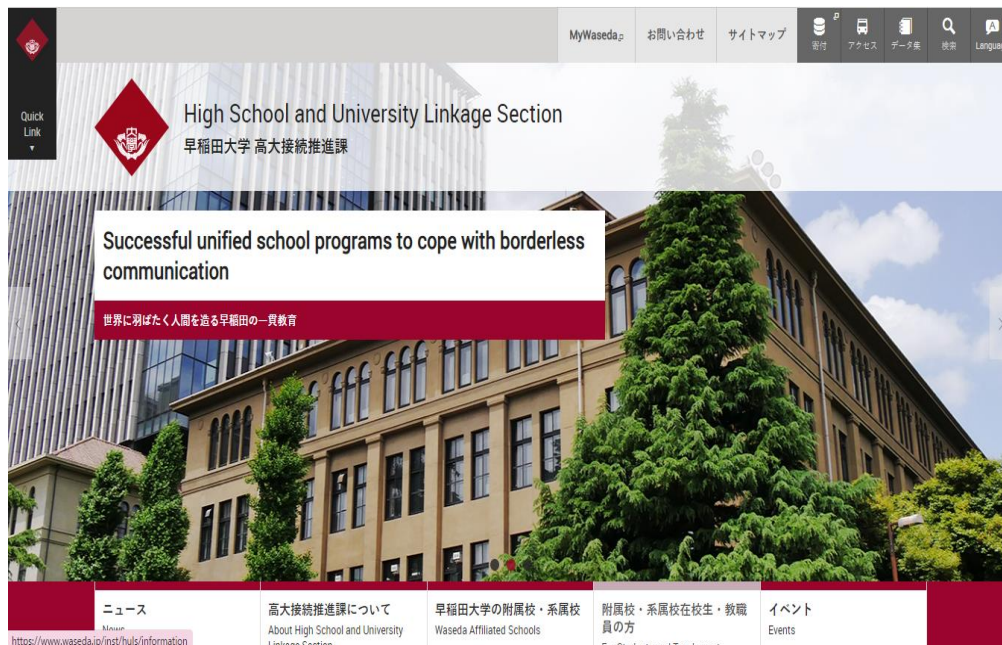 MyWaseda
お問い合わせ
サイトマップ
寄付
アクセス
データ集
検索
Languag
Quick
Link
High School and University Linkage Section
早稲田大学 高大接続推進課
Successful unified school programs to cope with borderless
communication
世界に羽ばたく人間を造る早稲田の一貫教育
ニュース
News
高大接続推進課について
About High School and University
Linkage Section
早稲田大学の附属校・系属校
Waseda Affiliated Schools
附属校・系属校在校生・教職
員の方
イベント
Events
https://www.waseda.jp/inst/huls/information